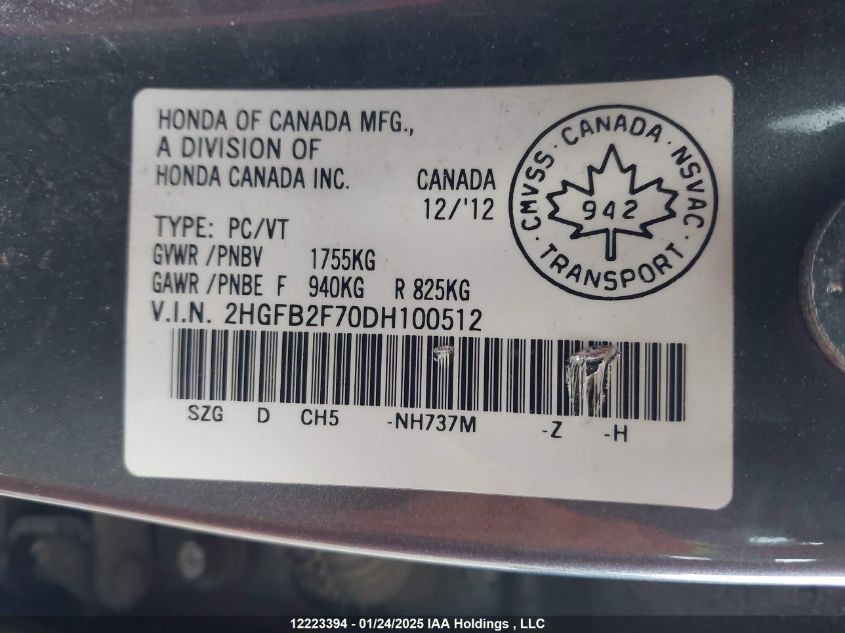 HONDA OF CANADA MFG.,
A DIVISION OF
HONDA CANADA INC.
CANADA
12/'12
TYPE: PC/VT
GVWR /PNBV 1755KG
GAWR /PNBE F 940KG R 825KG
V.I.N. 2HGFB2F70DH100512
SZG D CH5 -NH737M -Z -H
CMVSS · CANADA · NSVAC · TRANSPORT ·
942
12223394 - 01/24/2025 IAA Holdings , LLC